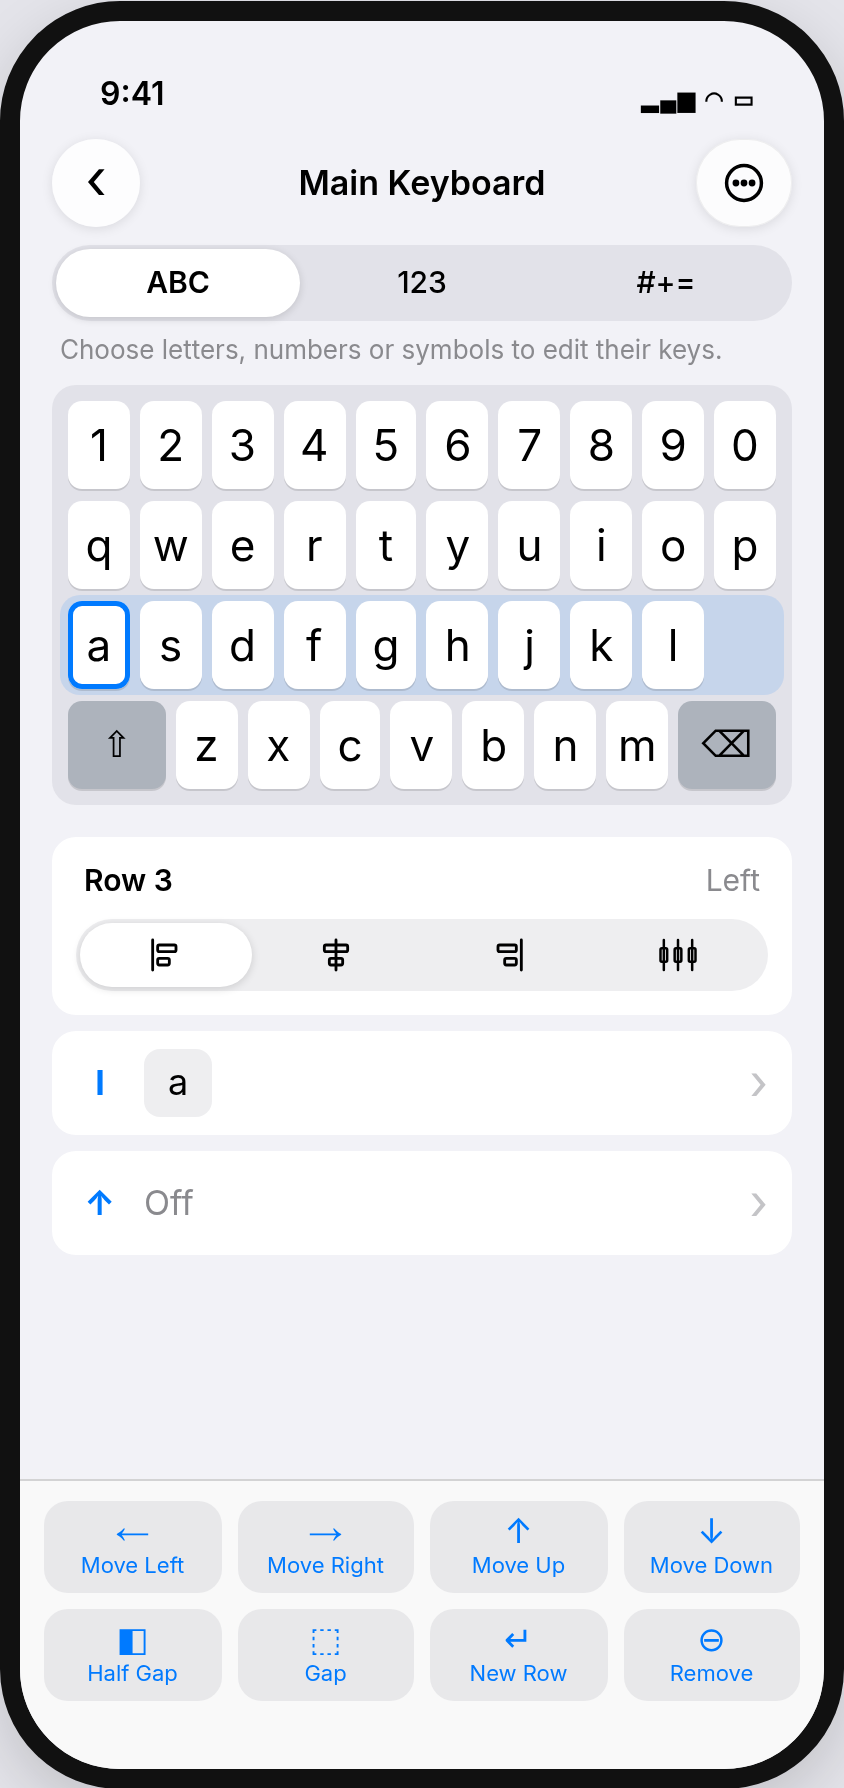 9:41
Main Keyboard
ABC 123 #+=
Choose letters, numbers or symbols to edit their keys.
1 2 3 4 5 6 7 8 9 0
q w e r t y u i o p
a s d f g h j k l
z x c v b n m
Row 3 Left
a
Off
Move Left Move Right Move Up Move Down
Half Gap Gap New Row Remove